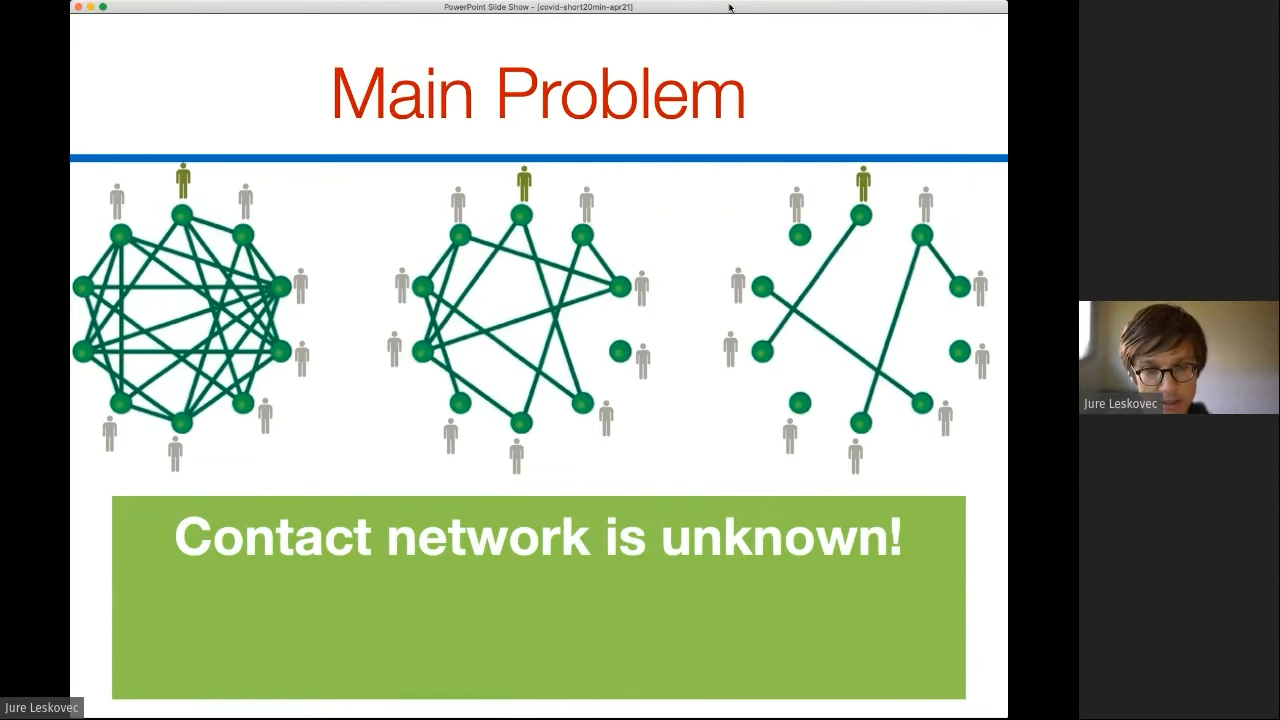 PowerPoint Slide Show - [covid-short20min-apr21]
Main Problem
Contact network is unknown!
Jure Leskovec
Jure Leskovec